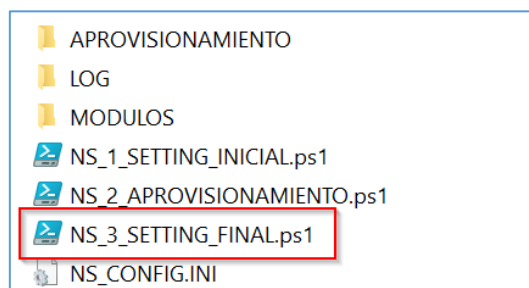 APROVISIONAMIENTO
LOG
MODULOS
NS_1_SETTING_INICIAL.ps1
NS_2_APROVISIONAMIENTO.ps1
NS_3_SETTING_FINAL.ps1
NS_CONFIG.INI